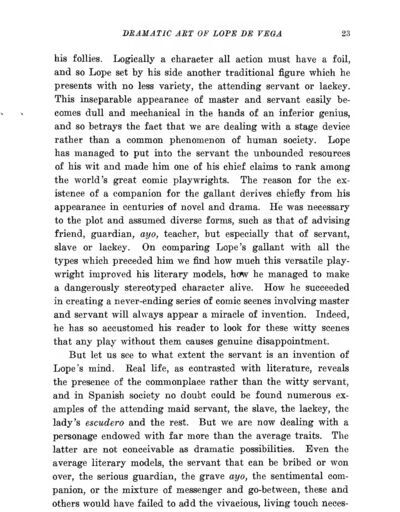 DRAMATIC ART OF LOPE DE VEGA 23
his follies. Logically a character all action must have a foil,
and so Lope set by his side another traditional figure which he
presents with no less variety, the attending servant or lackey.
This inseparable appearance of master and servant easily be-
comes dull and mechanical in the hands of an inferior genius,
and so betrays the fact that we are dealing with a stage device
rather than a common phenomenon of human society. Lope
has managed to put into the servant the unbounded resources
of his wit and made him one of his chief claims to rank among
the world's great comic playwrights. The reason for the ex-
istence of a companion for the gallant derives chiefly from his
appearance in centuries of novel and drama. He was necessary
to the plot and assumed diverse forms, such as that of advising
friend, guardian, ayo, teacher, but especially that of servant,
slave or lackey. On comparing Lope's gallant with all the
types which preceded him we find how much this versatile play-
wright improved his literary models, how he managed to make
a dangerously stereotyped character alive. How he succeeded
in creating a never-ending series of comic scenes involving master
and servant will always appear a miracle of invention. Indeed,
he has so accustomed his reader to look for these witty scenes
that any play without them causes genuine disappointment.
But let us see to what extent the servant is an invention of
Lope's mind. Real life, as contrasted with literature, reveals
the presence of the commonplace rather than the witty servant,
and in Spanish society no doubt could be found numerous ex-
amples of the attending maid servant, the slave, the lackey, the
lady's escudero and the rest. But we are now dealing with a
personage endowed with far more than the average traits. The
latter are not conceivable as dramatic possibilities. Even the
average literary models, the servant that can be bribed or won
over, the serious guardian, the grave ayo, the sentimental com-
panion, or the mixture of messenger and go-between, these and
others would have failed to add the vivacious, living touch neces-